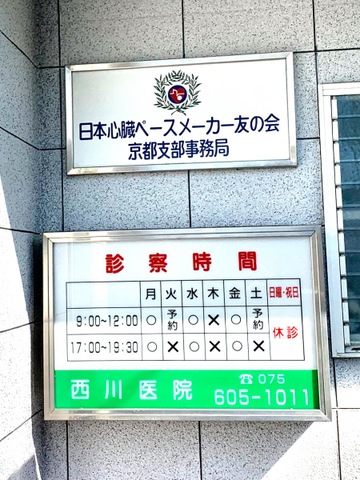 日本心臓ペースメーカー友の会
京都支部事務局
診察時間
月 火 水 木 金 土 日曜・祝日
9:00~12:00 ○ 予約 ○ × ○ 予約 休診
17:00~19:30 ○ × ○ × ○ ×
西川医院 ☎075
605-1011